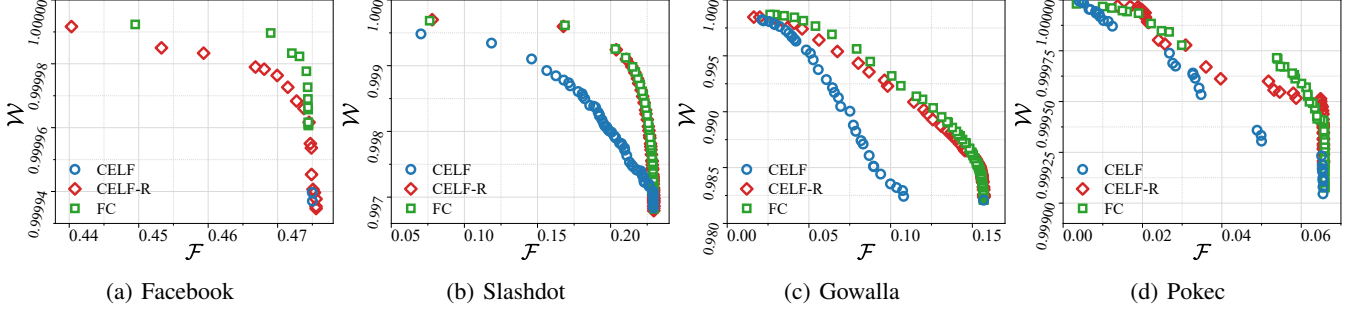 1.00000
0.99998
0.99996
0.99994
W
CELF
CELF-R
FC
0.44
0.45
0.46
0.47
F
(a) Facebook
1.000
0.999
0.998
0.997
W
CELF
CELF-R
FC
0.05
0.10
0.15
0.20
F
(b) Slashdot
1.000
0.995
0.990
0.985
0.980
W
CELF
CELF-R
FC
0.00
0.05
0.10
0.15
F
(c) Gowalla
1.00000
0.99975
0.99950
0.99925
0.99900
W
CELF
CELF-R
FC
0.00
0.02
0.04
0.06
F
(d) Pokec